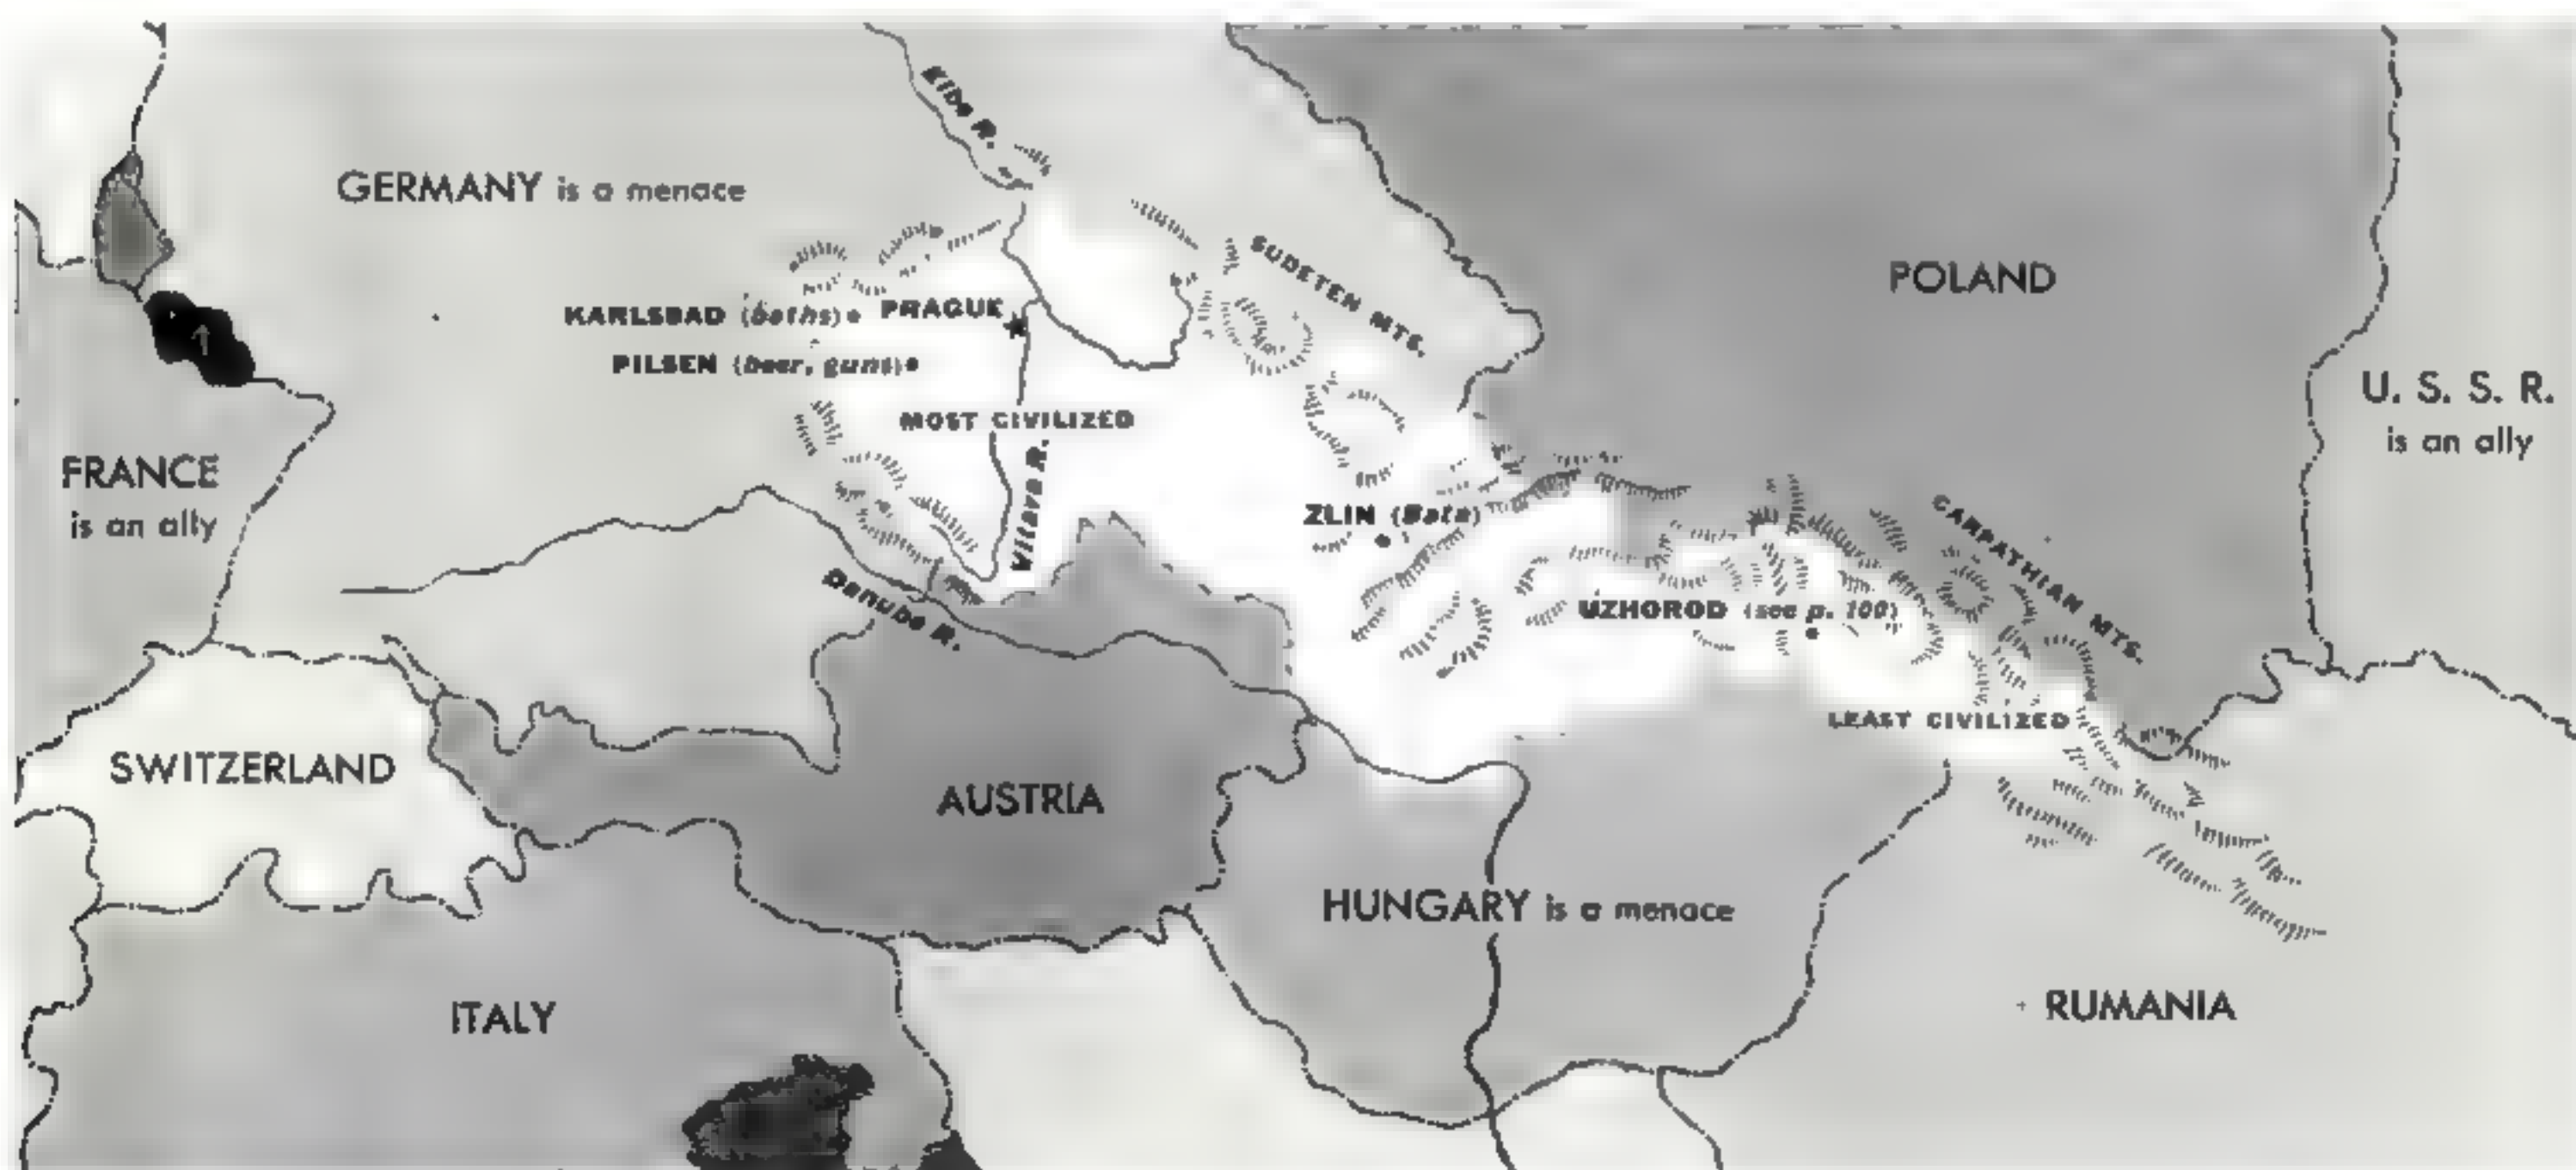 Elbe R.
GERMANY is a menace
SUDETEN MTS.
POLAND
KARLSBAD (baths)
PRAGUE
PILSEN (beer, guns)
U. S. S. R.
is an ally
MOST CIVILIZED
FRANCE
is an ally
Vltava R.
ZLIN (Bata)
CARPATHIAN MTS.
Danube R.
UZHOROD (see p. 100)
LEAST CIVILIZED
SWITZERLAND
AUSTRIA
HUNGARY is a menace
ITALY
RUMANIA